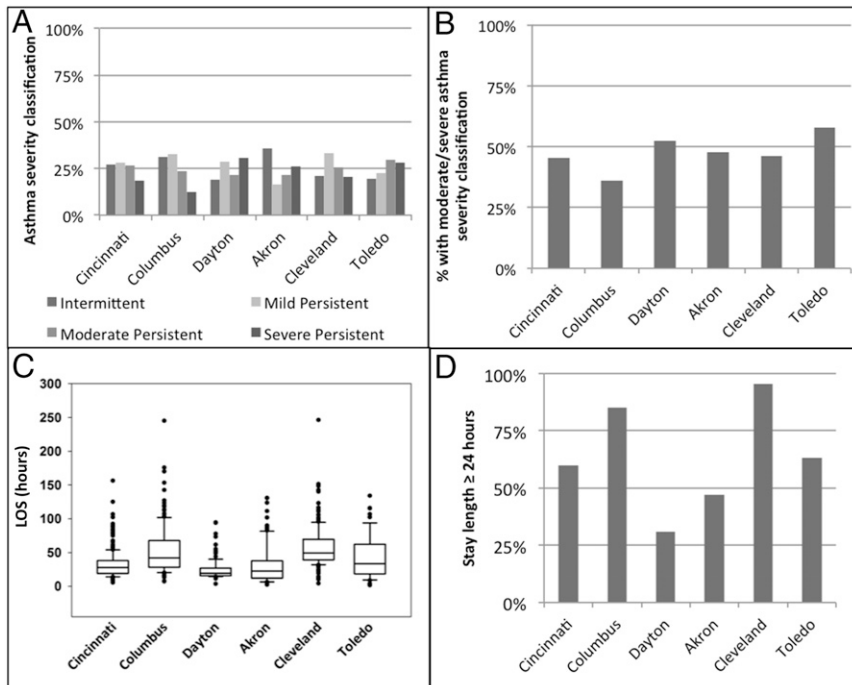 A
Asthma severity classification
100%
75%
50%
25%
0%
Cincinnati
Columbus
Dayton
Akron
Cleveland
Toledo
Intermittent
Mild Persistent
Moderate Persistent
Severe Persistent
B
% with moderate/severe asthma
severity classification
100%
75%
50%
25%
0%
Cincinnati
Columbus
Dayton
Akron
Cleveland
Toledo
C
LOS (hours)
300
250
200
150
100
50
0
Cincinnati
Columbus
Dayton
Akron
Cleveland
Toledo
D
Stay length ≥ 24 hours
100%
75%
50%
25%
0%
Cincinnati
Columbus
Dayton
Akron
Cleveland
Toledo